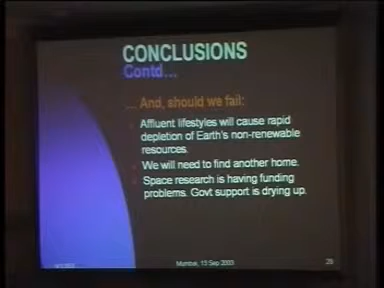 CONCLUSIONS
Contd...
... And, should we fail:
Affluent lifestyles will cause rapid
depletion of Earth's non-renewable
resources.
We will need to find another home.
Space research is having funding
problems. Govt support is drying up.
Mumbai, 13 Sep 2003